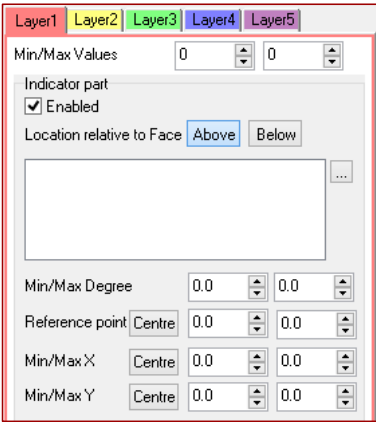 Layer1 Layer2 Layer3 Layer4 Layer5
Min/Max Values 0 0
Indicator part
Enabled
Location relative to Face Above Below
...
Min/Max Degree 0.0 0.0
Reference point Centre 0.0 0.0
Min/Max X Centre 0.0 0.0
Min/Max Y Centre 0.0 0.0